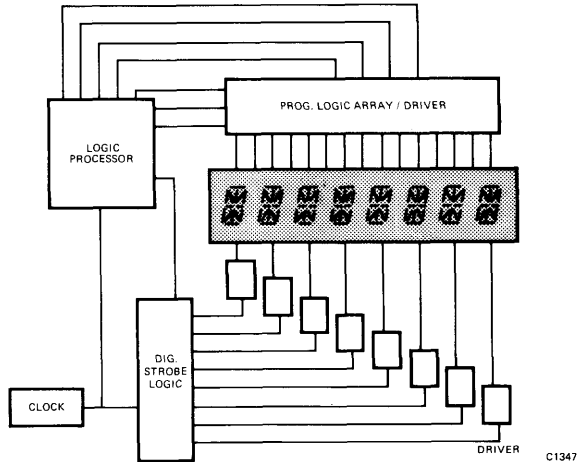 PROG. LOGIC ARRAY / DRIVER
LOGIC
PROCESSOR
DIG.
STROBE
LOGIC
CLOCK
DRIVER
C1347